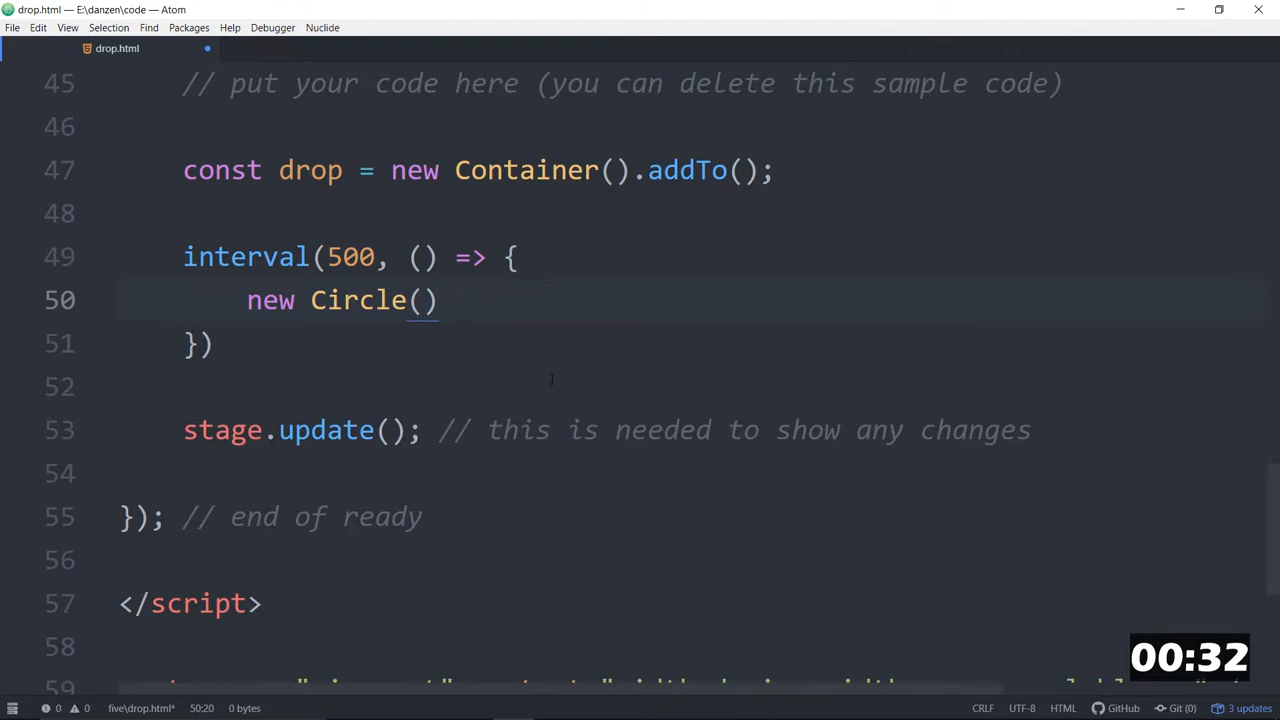 drop.html — E:\danzen\code — Atom
File Edit View Selection Find Packages Help Debugger Nuclide
drop.html
45 // put your code here (you can delete this sample code)
46
47 const drop = new Container().addTo();
48
49 interval(500, () => {
50 new Circle()
51 })
52
53 stage.update(); // this is needed to show any changes
54
55 }); // end of ready
56
57 </script>
58
59
00:32
0 0 five\drop.html* 50:20 0 bytes CRLF UTF-8 HTML GitHub Git (0) 3 updates